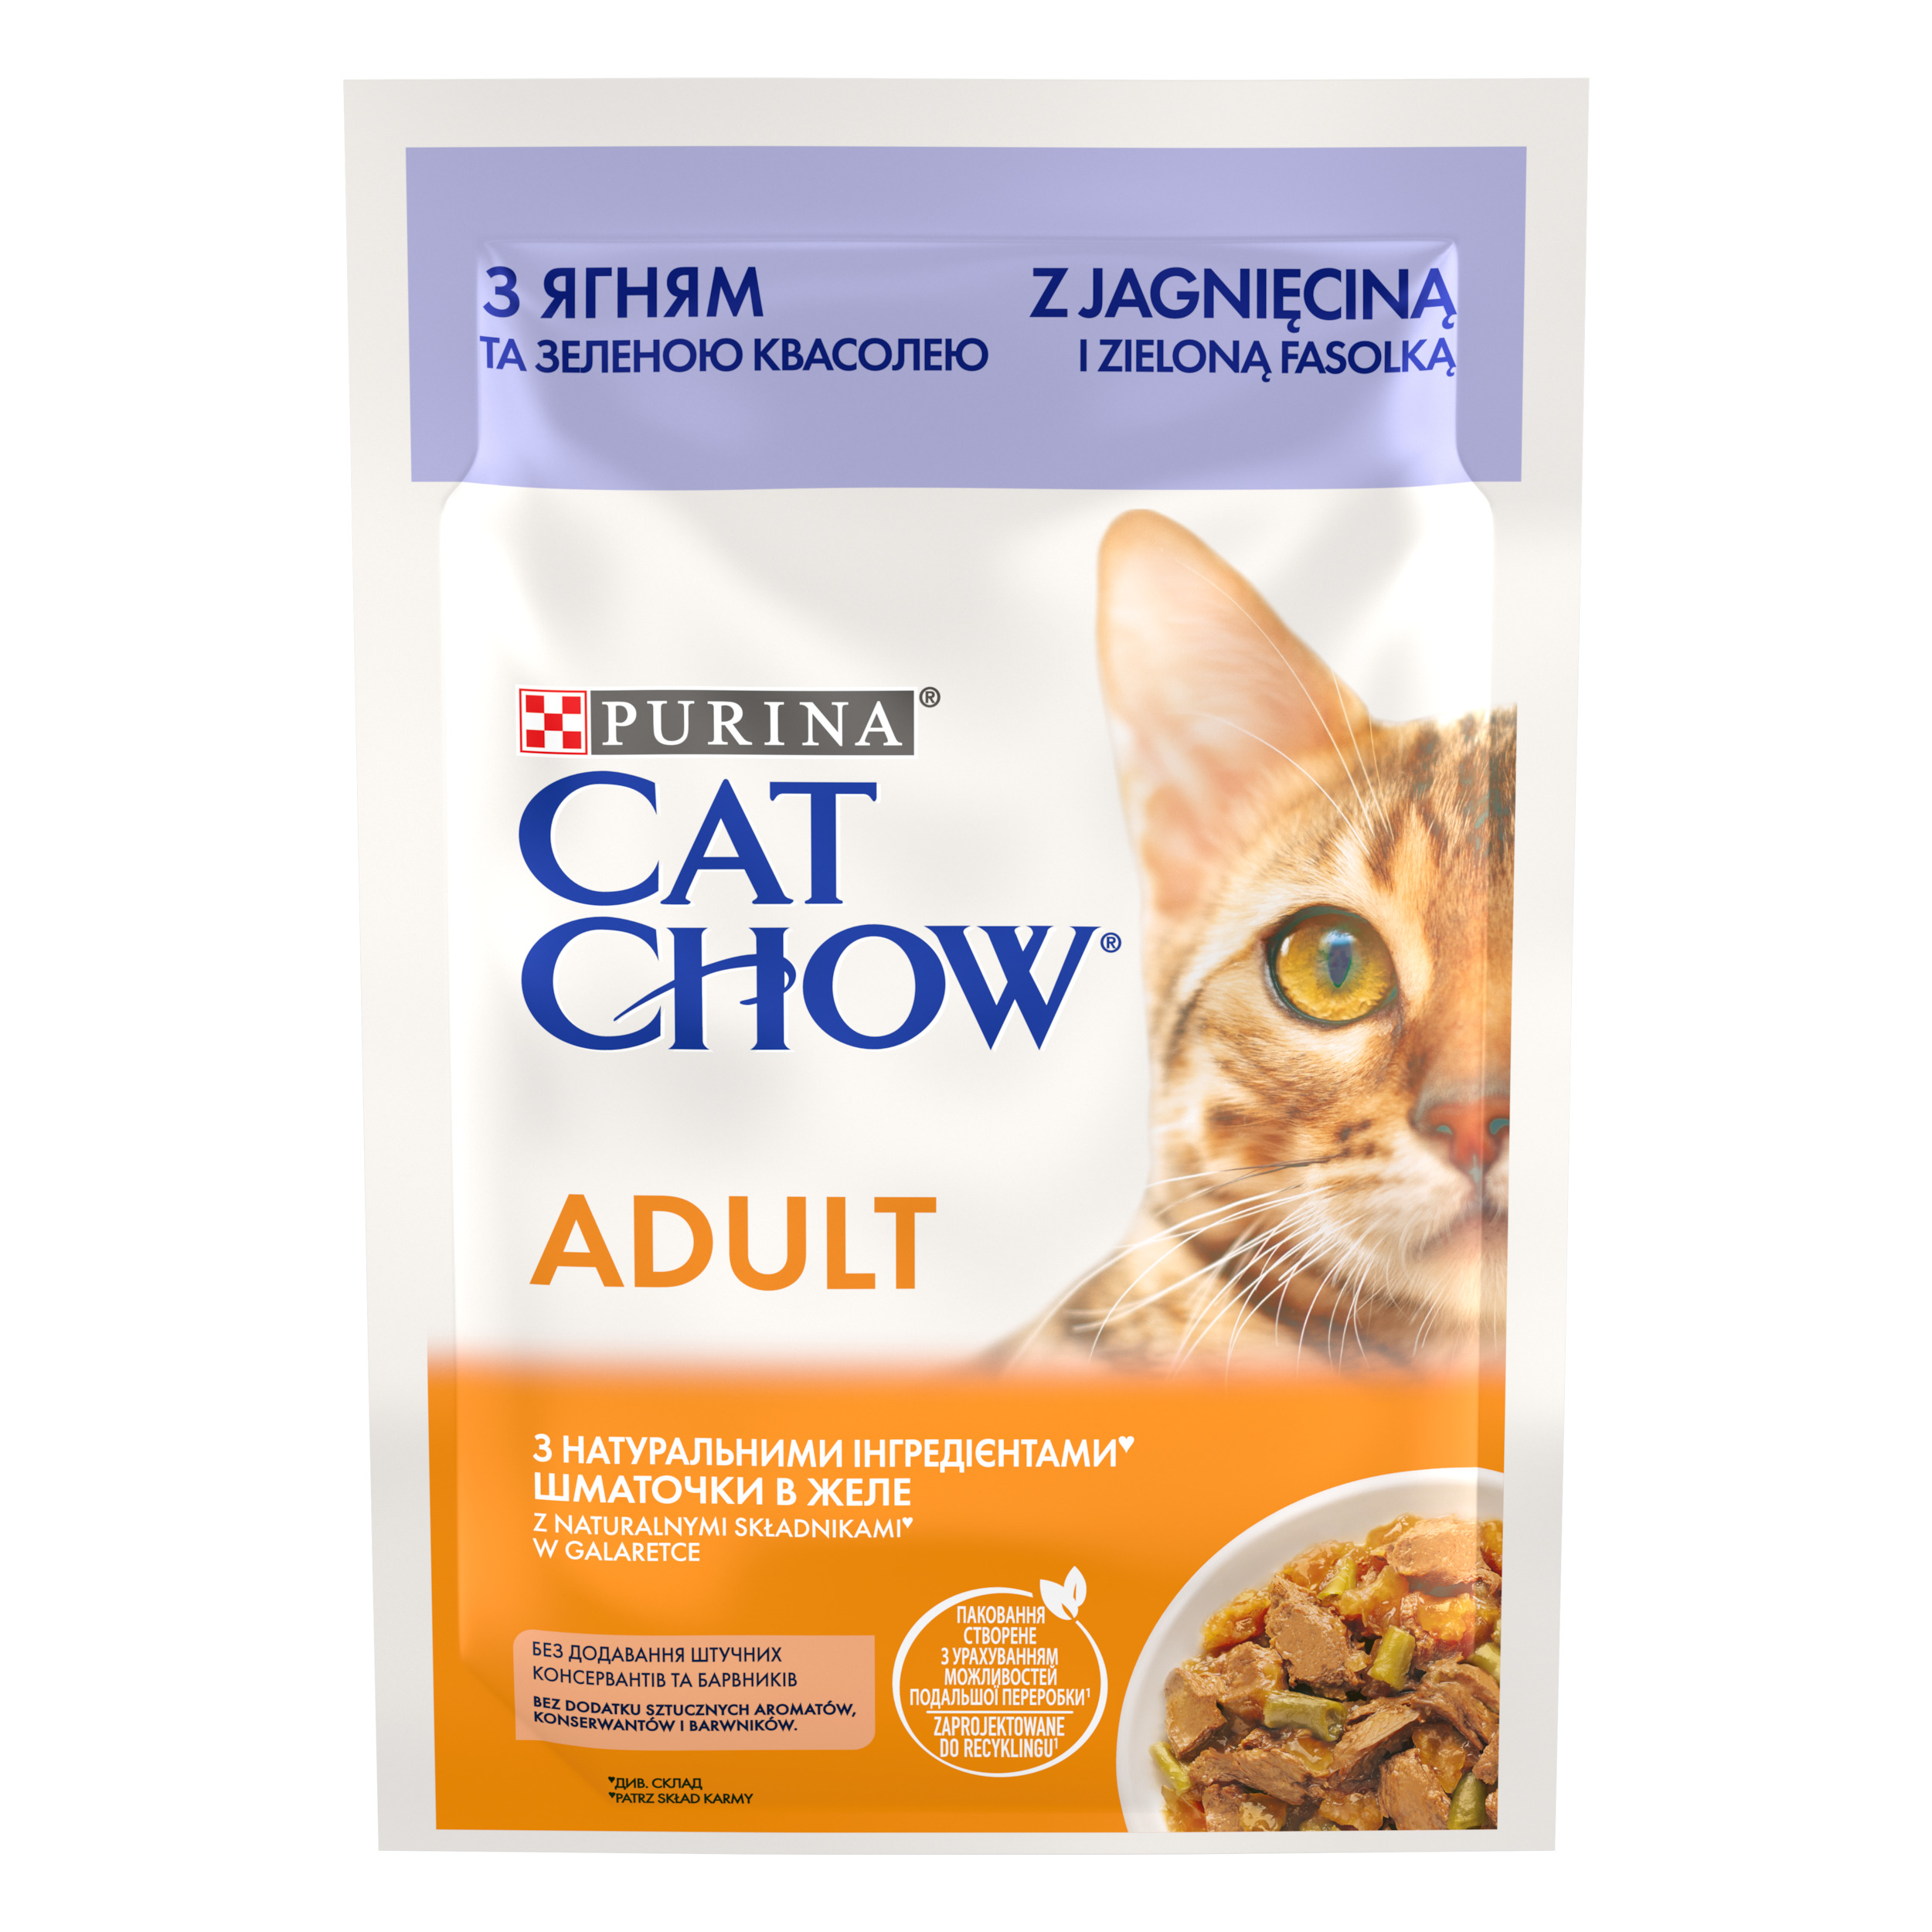 З ЯГНЯМ
ТА ЗЕЛЕНОЮ КВАСОЛЕЮ
Z JAGNIĘCINĄ
I ZIELONĄ FASOLKĄ
PURINA®
CAT
CHOW®
ADULT
З НАТУРАЛЬНИМИ ІНГРЕДІЄНТАМИ♥
ШМАТОЧКИ В ЖЕЛЕ
Z NATURALNYMI SKŁADNIKAMI♥
W GALARETCE
БЕЗ ДОДАВАННЯ ШТУЧНИХ
КОНСЕРВАНТІВ ТА БАРВНИКІВ
BEZ DODATKU SZTUCZNYCH AROMATÓW,
KONSERWANTÓW I BARWNIKÓW.
ПАКОВАННЯ
СТВОРЕНЕ
З УРАХУВАННЯМ
МОЖЛИВОСТЕЙ
ПОДАЛЬШОЇ ПЕРЕРОБКИ¹
ZAPROJEKTOWANE
DO RECYKLINGU¹
♥ДИВ. СКЛАД
♥PATRZ SKŁAD KARMY